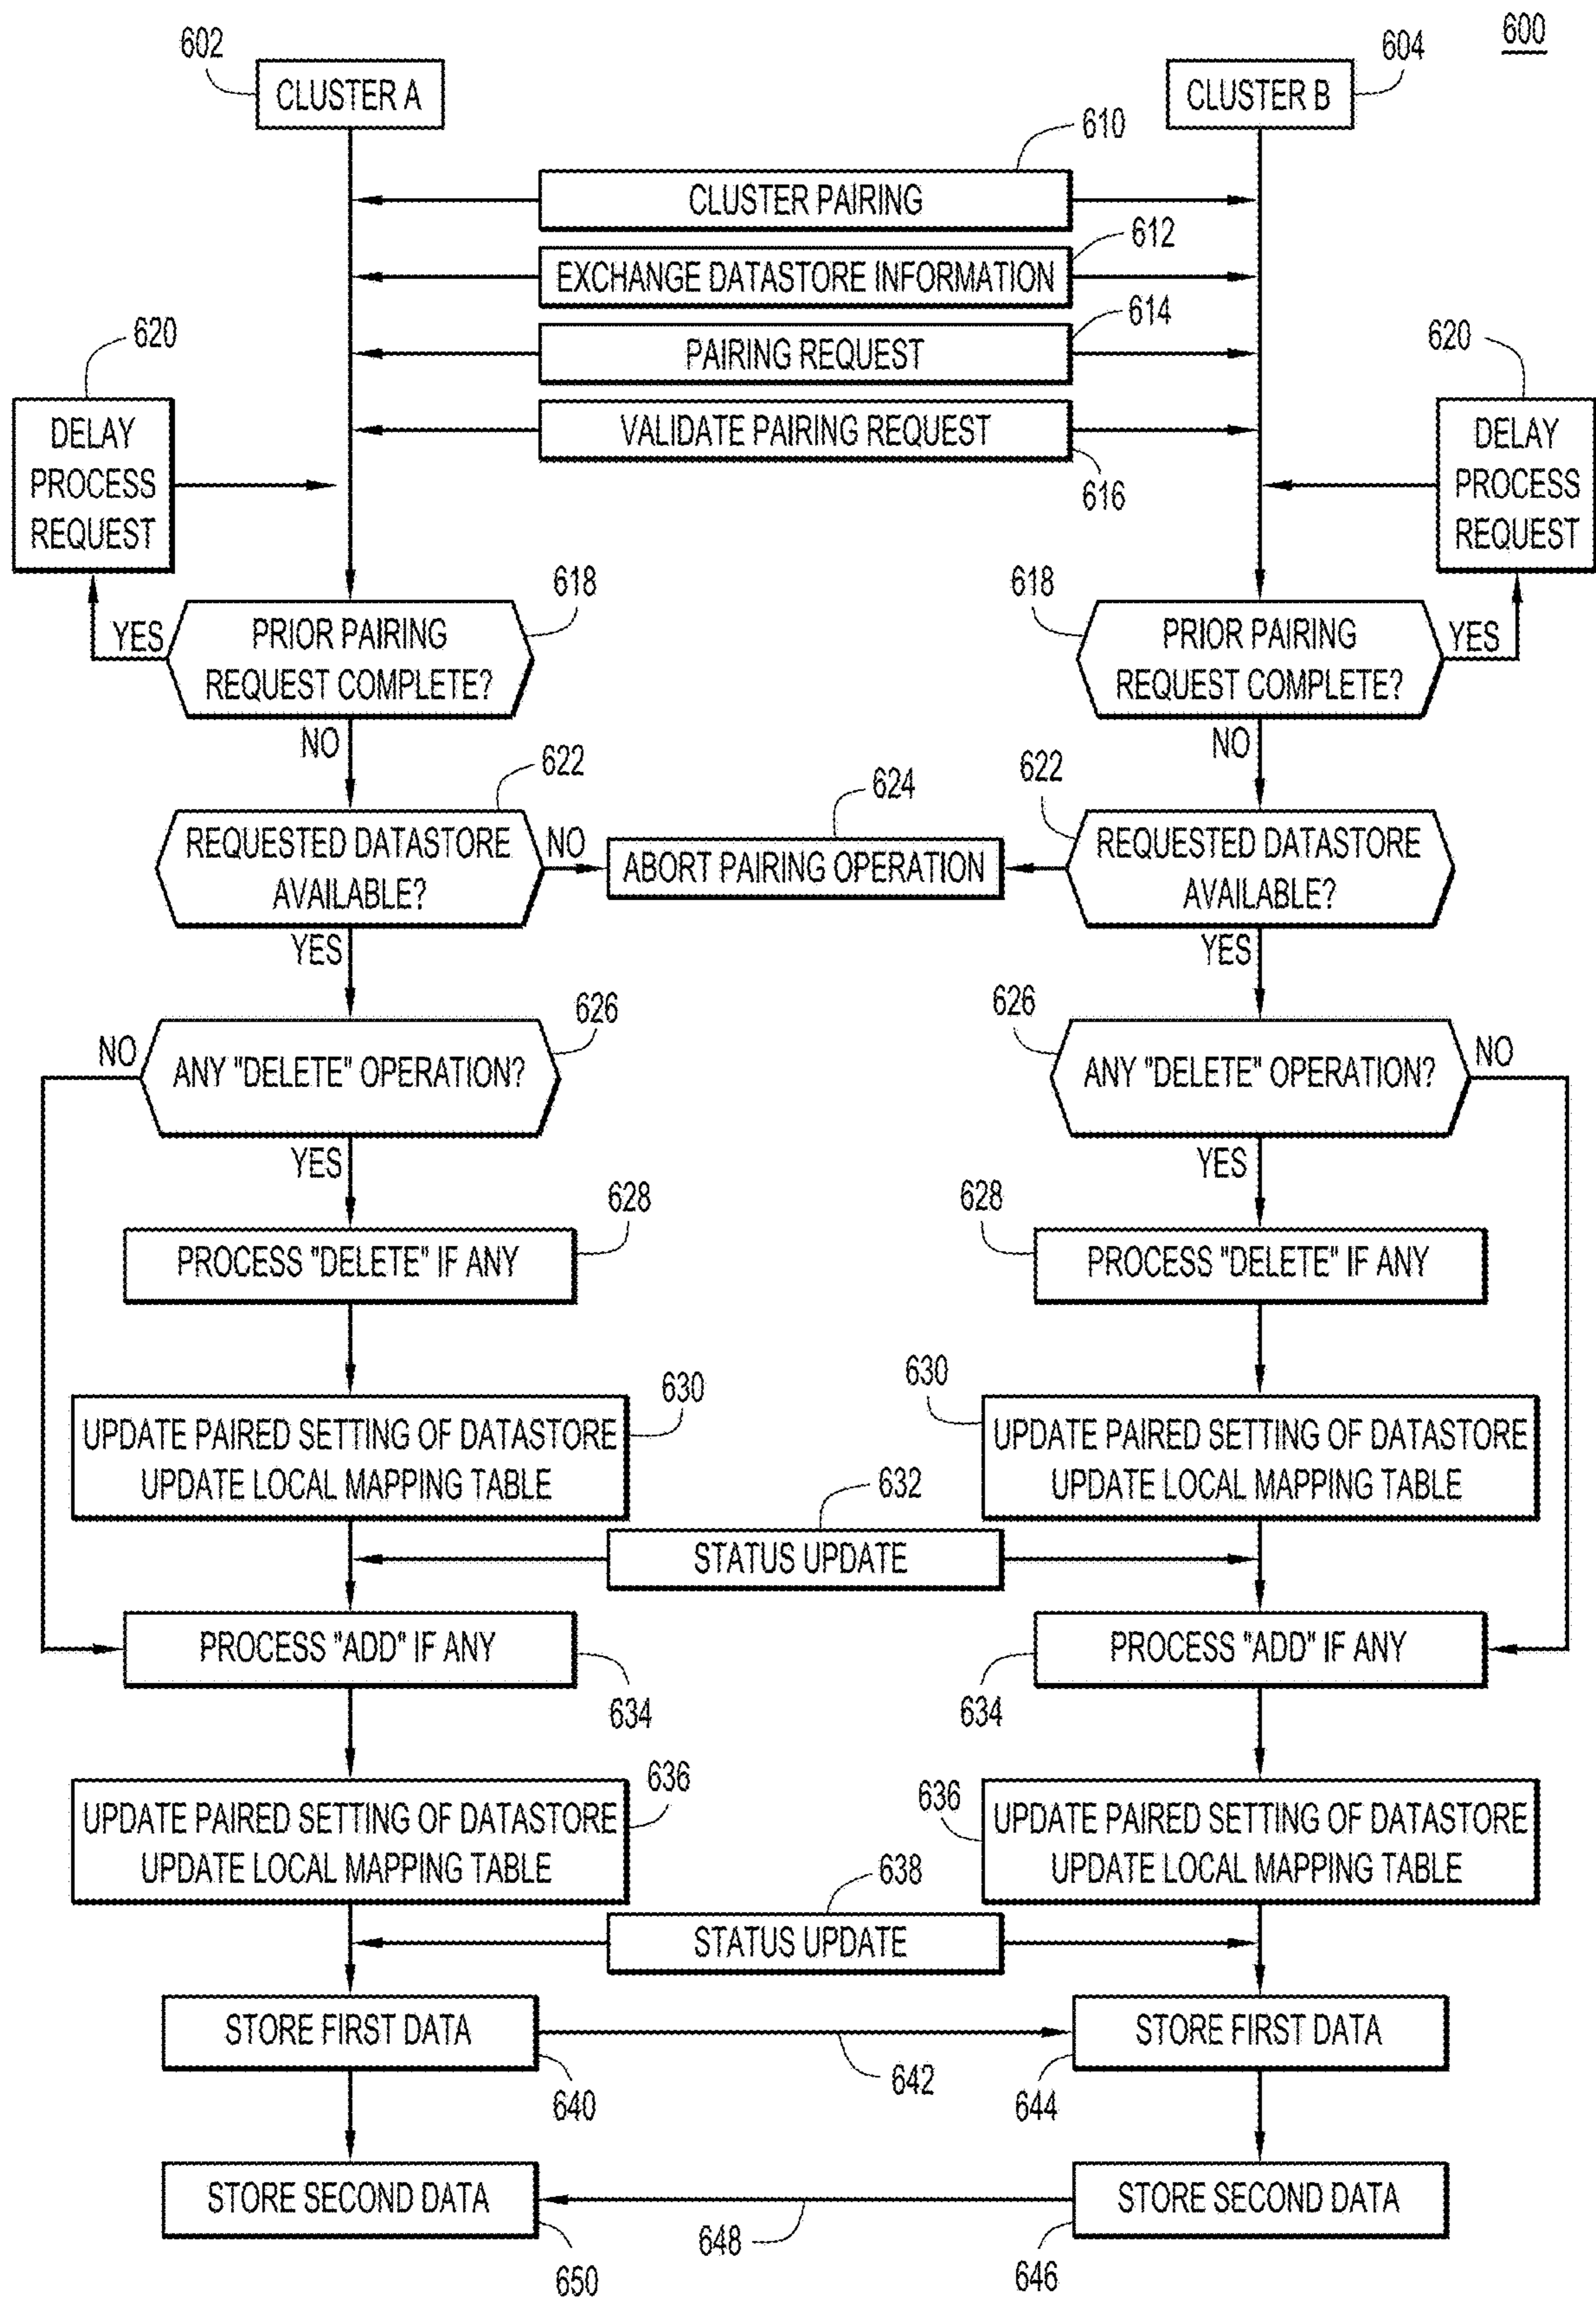 600
602
604
CLUSTER A
CLUSTER B
610
CLUSTER PAIRING
612
EXCHANGE DATASTORE INFORMATION
614
PAIRING REQUEST
616
VALIDATE PAIRING REQUEST
620
DELAY
PROCESS
REQUEST
620
DELAY
PROCESS
REQUEST
618
YES
PRIOR PAIRING
REQUEST COMPLETE?
NO
618
YES
PRIOR PAIRING
REQUEST COMPLETE?
NO
622
REQUESTED DATASTORE
AVAILABLE?
NO
YES
624
ABORT PAIRING OPERATION
622
REQUESTED DATASTORE
AVAILABLE?
YES
626
NO
ANY "DELETE" OPERATION?
YES
626
NO
ANY "DELETE" OPERATION?
YES
628
PROCESS "DELETE" IF ANY
628
PROCESS "DELETE" IF ANY
630
UPDATE PAIRED SETTING OF DATASTORE
UPDATE LOCAL MAPPING TABLE
630
UPDATE PAIRED SETTING OF DATASTORE
UPDATE LOCAL MAPPING TABLE
632
STATUS UPDATE
PROCESS "ADD" IF ANY
634
PROCESS "ADD" IF ANY
634
636
UPDATE PAIRED SETTING OF DATASTORE
UPDATE LOCAL MAPPING TABLE
636
UPDATE PAIRED SETTING OF DATASTORE
UPDATE LOCAL MAPPING TABLE
638
STATUS UPDATE
STORE FIRST DATA
640
642
STORE FIRST DATA
644
STORE SECOND DATA
650
648
STORE SECOND DATA
646